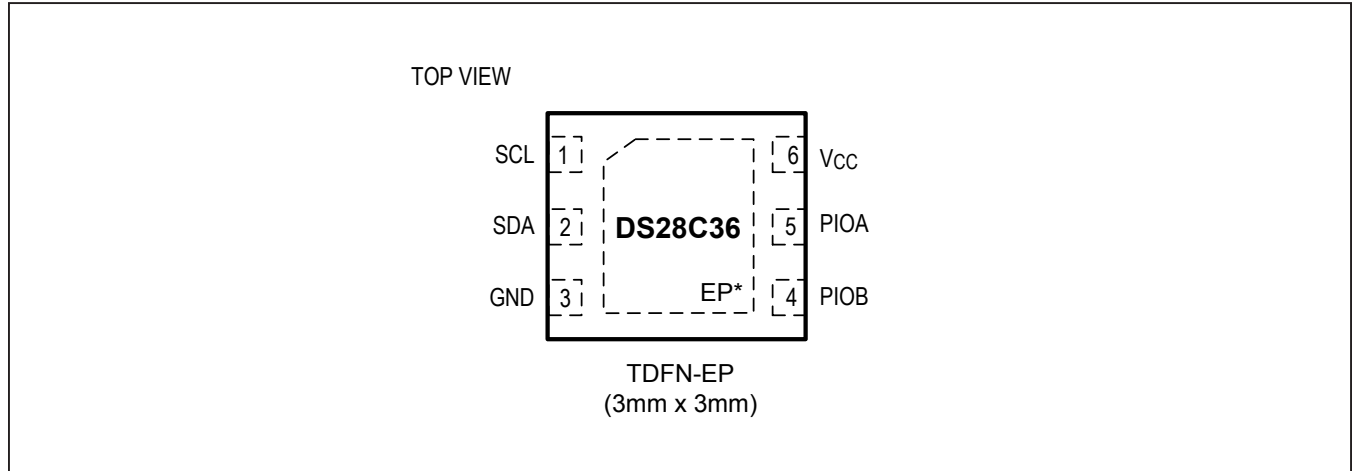 TOP VIEW
SCL 1 6 VCC
SDA 2 DS28C36 5 PIOA
GND 3 EP* 4 PIOB
TDFN-EP
(3mm x 3mm)